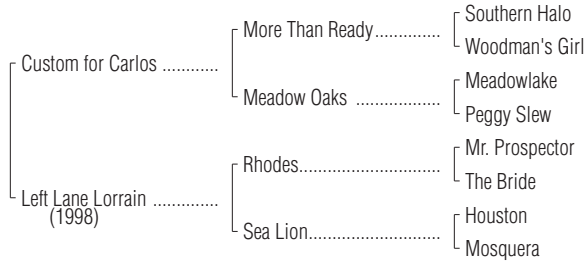 Southern Halo
More Than Ready..............
Woodman's Girl
Custom for Carlos ............
Meadowlake
Meadow Oaks ..................
Peggy Slew
Mr. Prospector
Rhodes..............................
The Bride
Left Lane Lorrain ..............
(1998)
Houston
Sea Lion............................
Mosquera